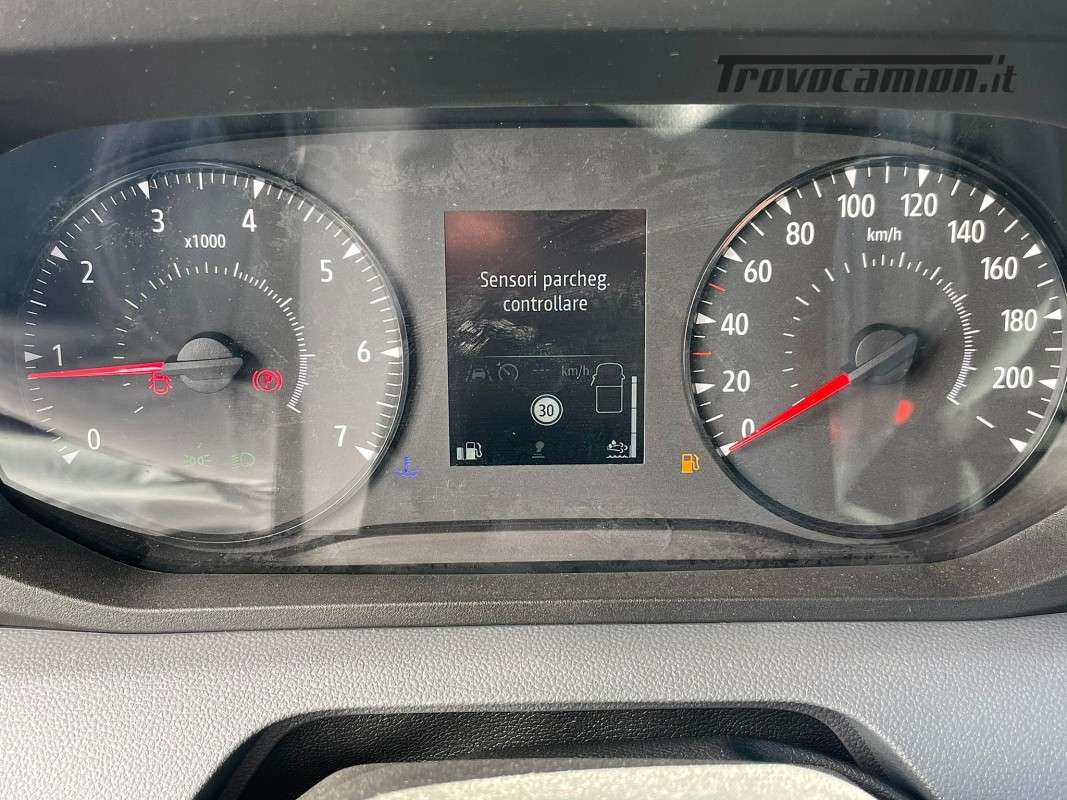 Trovocamion.it
0 1 2 3 4 5 6 7
x1000
Sensori parcheg.
controllare
km/h
30
0 20 40 60 80 100 120 140 160 180 200
km/h